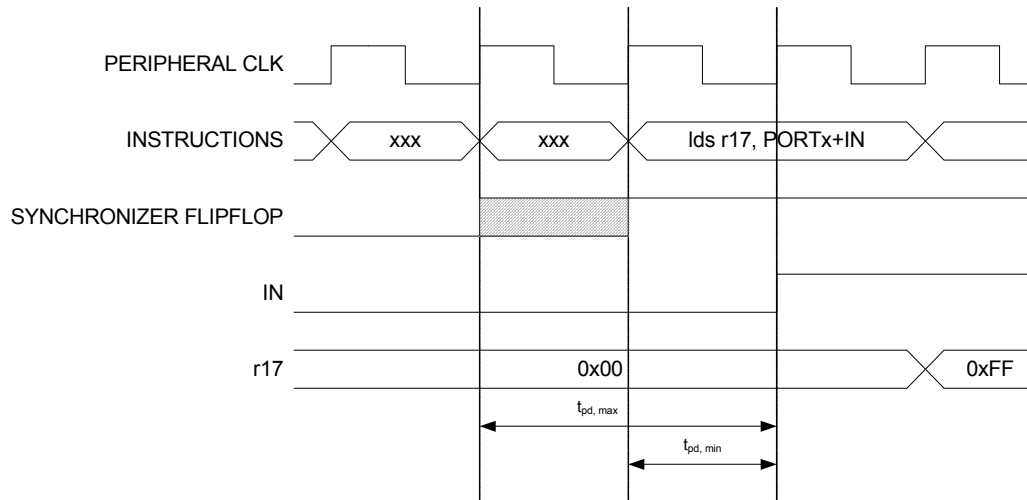 PERIPHERAL CLK
INSTRUCTIONS
xxx
xxx
lds r17, PORTx+IN
SYNCHRONIZER FLIPFLOP
IN
r17
0x00
0xFF
tpd, max
tpd, min